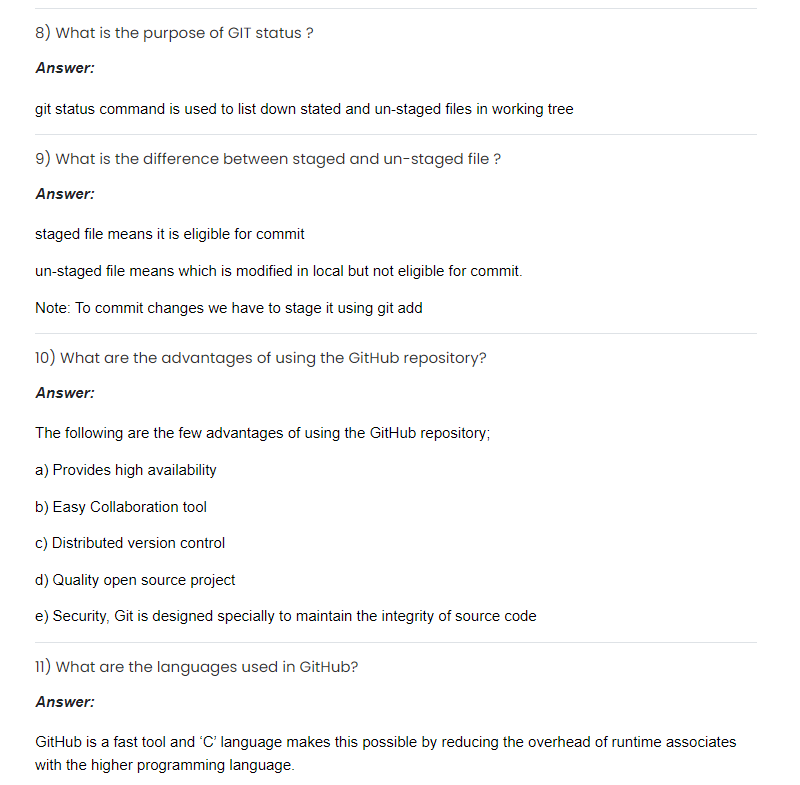 8) What is the purpose of GIT status ?
Answer:
git status command is used to list down stated and un-staged files in working tree
9) What is the difference between staged and un-staged file ?
Answer:
staged file means it is eligible for commit
un-staged file means which is modified in local but not eligible for commit.
Note: To commit changes we have to stage it using git add
10) What are the advantages of using the GitHub repository?
Answer:
The following are the few advantages of using the GitHub repository;
a) Provides high availability
b) Easy Collaboration tool
c) Distributed version control
d) Quality open source project
e) Security, Git is designed specially to maintain the integrity of source code
11) What are the languages used in GitHub?
Answer:
GitHub is a fast tool and ‘C’ language makes this possible by reducing the overhead of runtime associates
with the higher programming language.